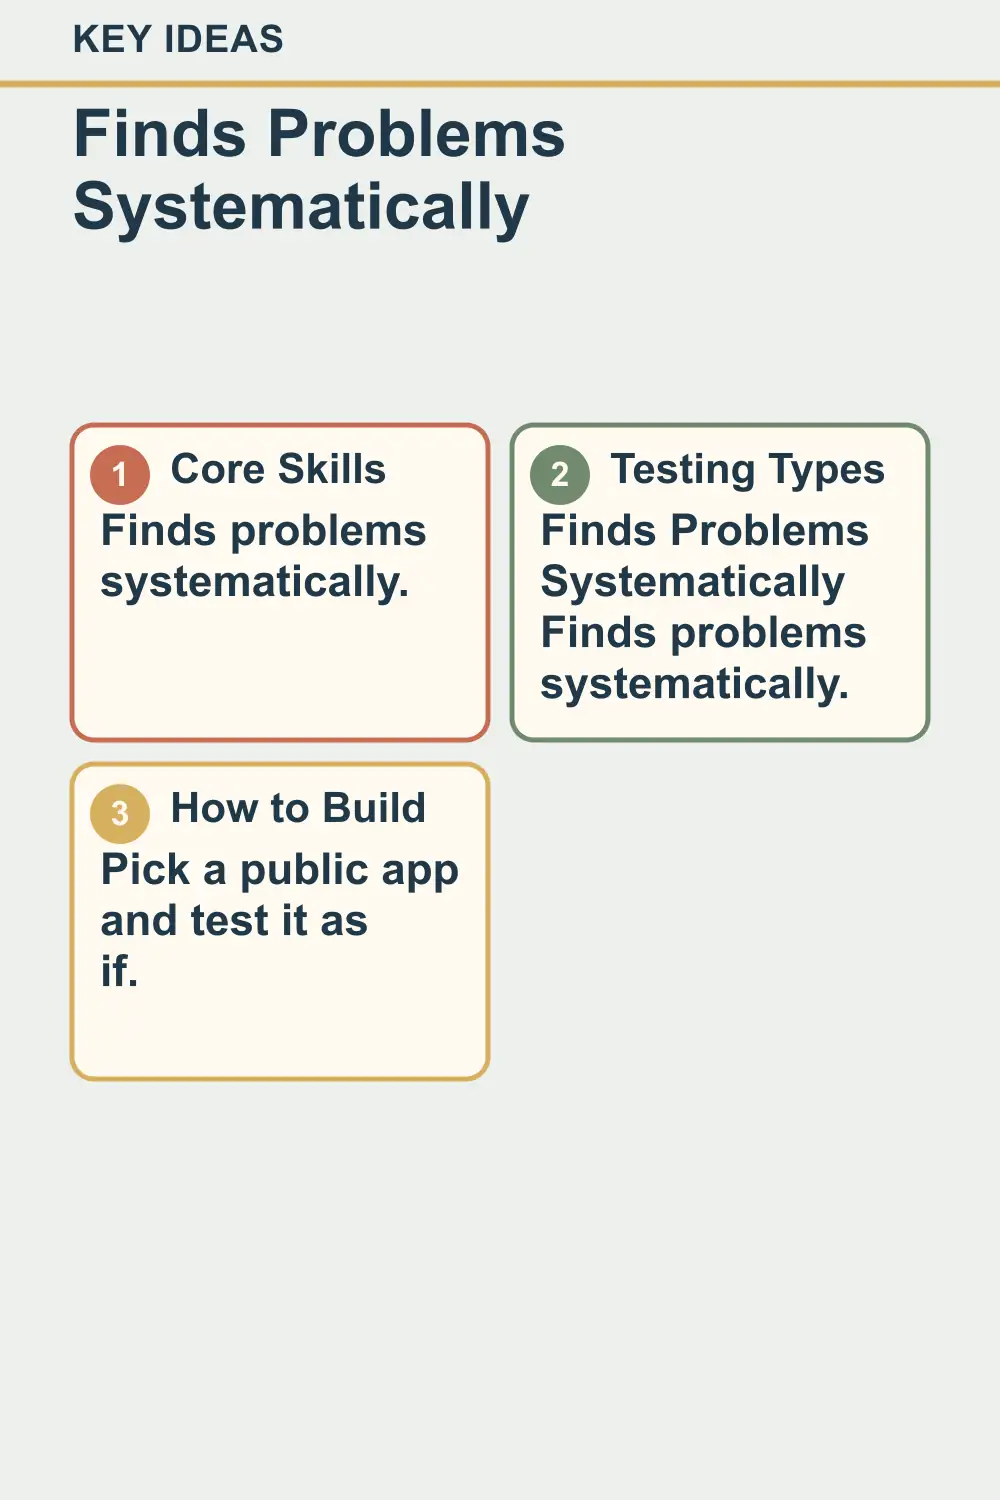 KEY IDEAS
Finds Problems
Systematically
1 Core Skills
Finds problems
systematically.
2 Testing Types
Finds Problems
Systematically
Finds problems
systematically.
3 How to Build
Pick a public app
and test it as
if.